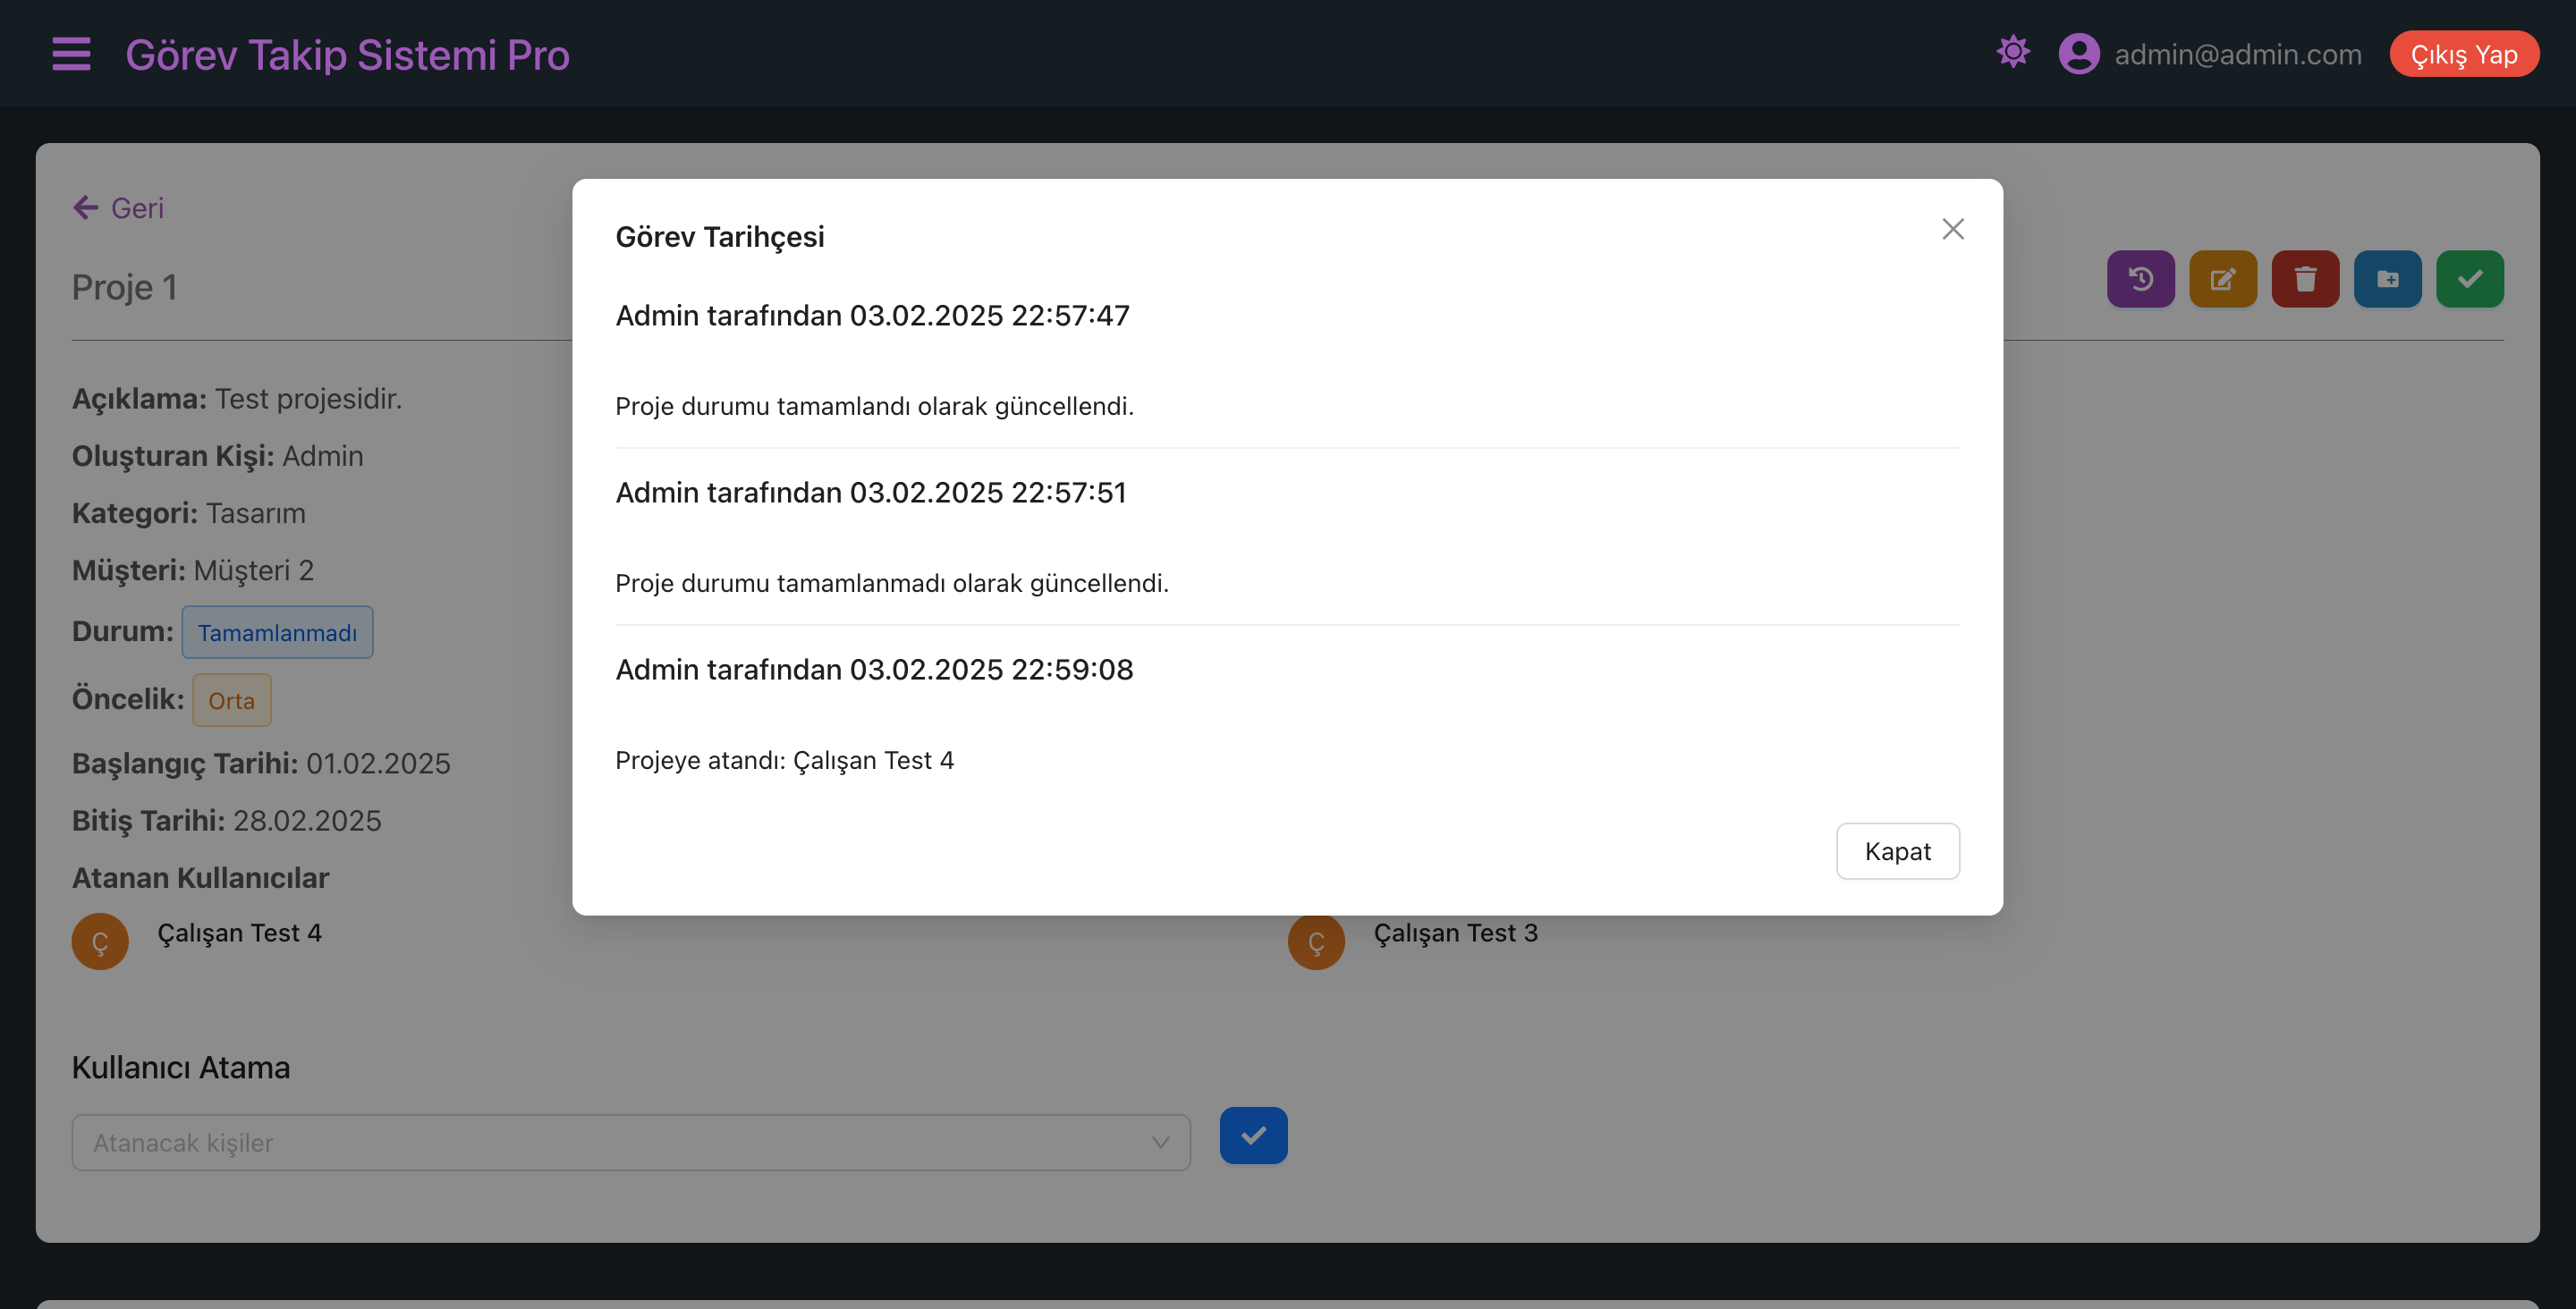 Görev Takip Sistemi Pro
admin@admin.com
Çıkış Yap
Geri
Proje 1
Açıklama: Test projesidir.
Oluşturan Kişi: Admin
Kategori: Tasarım
Müşteri: Müşteri 2
Durum: Tamamlanmadı
Öncelik: Orta
Başlangıç Tarihi: 01.02.2025
Bitiş Tarihi: 28.02.2025
Atanan Kullanıcılar
Ç
Çalışan Test 4
Ç
Çalışan Test 3
Kullanıcı Atama
Atanacak kişiler
Görev Tarihçesi
Admin tarafından 03.02.2025 22:57:47
Proje durumu tamamlandı olarak güncellendi.
Admin tarafından 03.02.2025 22:57:51
Proje durumu tamamlanmadı olarak güncellendi.
Admin tarafından 03.02.2025 22:59:08
Projeye atandı: Çalışan Test 4
Kapat